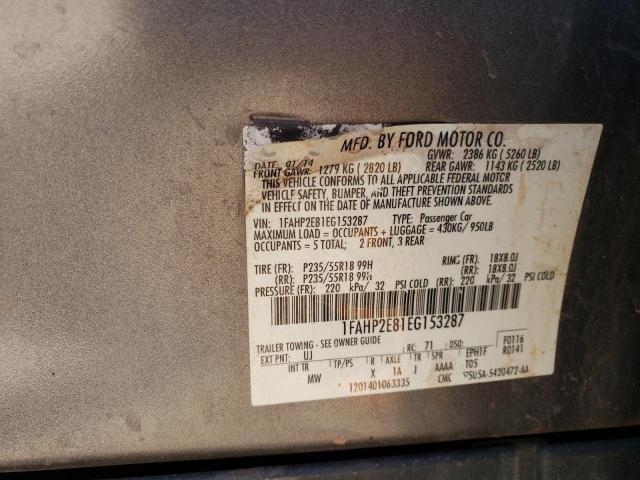 MFD. BY FORD MOTOR CO.
DATE: 01/14 GVWR: 2386 KG ( 5260 LB)
FRONT GAWR: 1279 KG ( 2820 LB) REAR GAWR: 1143 KG ( 2520 LB)
THIS VEHICLE CONFORMS TO ALL APPLICABLE FEDERAL MOTOR
VEHICLE SAFETY, BUMPER, AND THEFT PREVENTION STANDARDS
IN EFFECT ON THE DATE OF MANUFACTURE SHOWN ABOVE.
VIN: 1FAHP2E81EG153287 TYPE: Passenger Car
MAXIMUM LOAD = OCCUPANTS + LUGGAGE = 430KG/ 950LB
OCCUPANTS = 5 TOTAL; 2 FRONT, 3 REAR
TIRE (FR): P235/55R18 99H RIMS (FR): 18X8.0J
(RR): P235/55R18 99H (RR): 18X8.0J
PRESSURE (FR): 220 kPa/ 32 PSI COLD (RR): 220 kPa/ 32 PSI COLD
1FAHP2E81EG153287
TRAILER TOWING - SEE OWNER GUIDE RC: 71 DSO: F0116
EXT PNT: UJ R0141
INT TR TP/PS R AXLE TR SPR EPH1F
MW X 1A J AAAA TOS
1201401063335 CMC 5U5A-5420472-AA